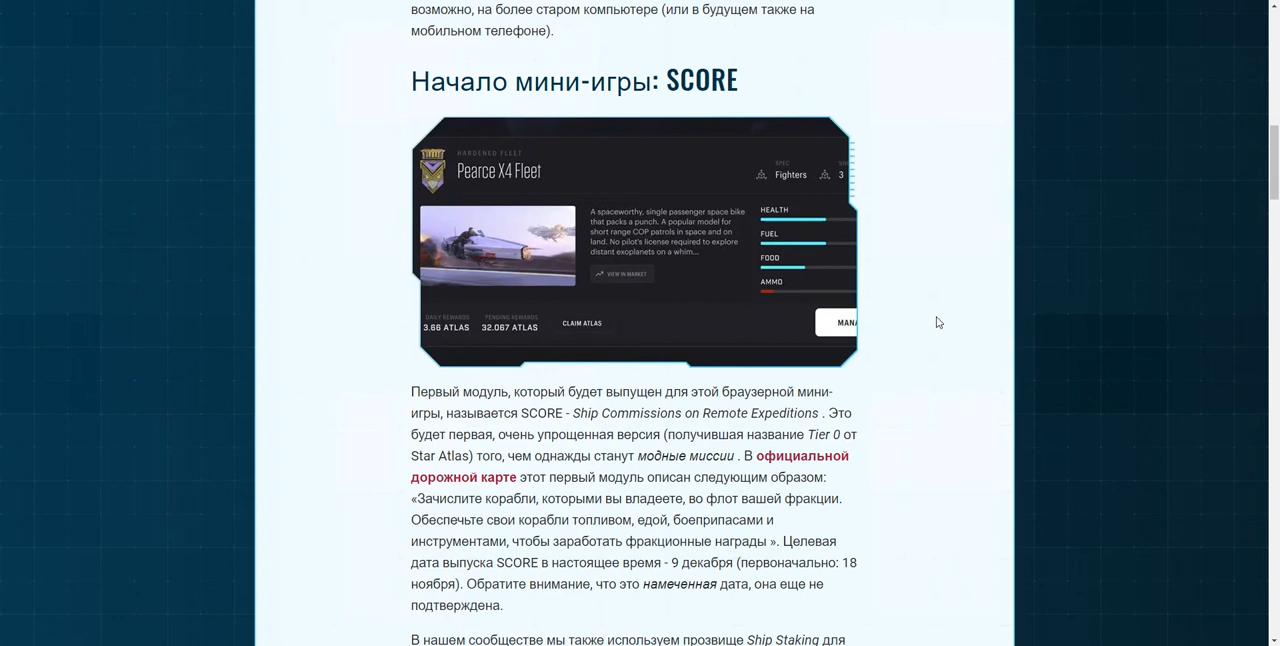 возможно, на более старом компьютере (или в будущем также на
мобильном телефоне).
Начало мини-игры: SCORE
HARDENED FLEET
Pearce X4 Fleet
SPEC
Fighters
3
A spaceworthy, single passenger space bike
that packs a punch. A popular model for
short range COP patrols in space and on
land. No pilot's license required to explore
distant exoplanets on a whim...
VIEW IN MARKET
HEALTH
FUEL
FOOD
AMMO
DAILY REWARDS
3.66 ATLAS
PENDING REWARDS
32.067 ATLAS
CLAIM ATLAS
MANA
Первый модуль, который будет выпущен для этой браузерной мини-
игры, называется SCORE - Ship Commissions on Remote Expeditions . Это
будет первая, очень упрощенная версия (получившая название Tier 0 от
Star Atlas) того, чем однажды станут модные миссии . В официальной
дорожной карте этот первый модуль описан следующим образом:
«Зачислите корабли, которыми вы владеете, во флот вашей фракции.
Обеспечьте свои корабли топливом, едой, боеприпасами и
инструментами, чтобы заработать фракционные награды ». Целевая
дата выпуска SCORE в настоящее время - 9 декабря (первоначально: 18
ноября). Обратите внимание, что это намеченная дата, она еще не
подтверждена.
В нашем сообществе мы также используем прозвище Ship Staking для